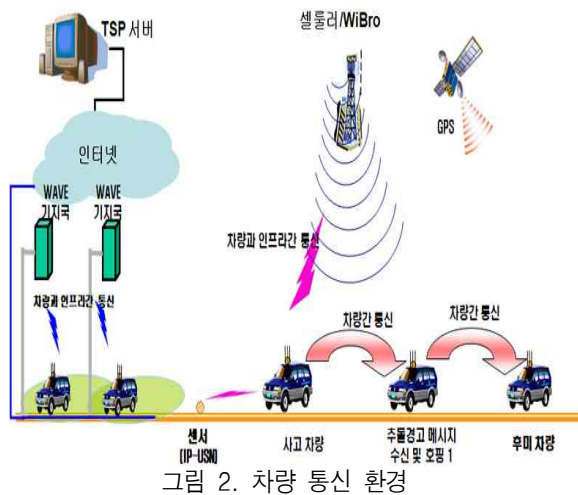 TSP 서버
셀룰러/WiBro
GPS
인터넷
WAVE
기지국
WAVE
기지국
차량과 인프라간 통신
차량과 인프라간 통신
차량간 통신
차량간 통신
센서
(IP-USN)
사고 차량
추돌경고 메시지
수신 및 호핑 1
후미 차량
그림 2. 차량 통신 환경